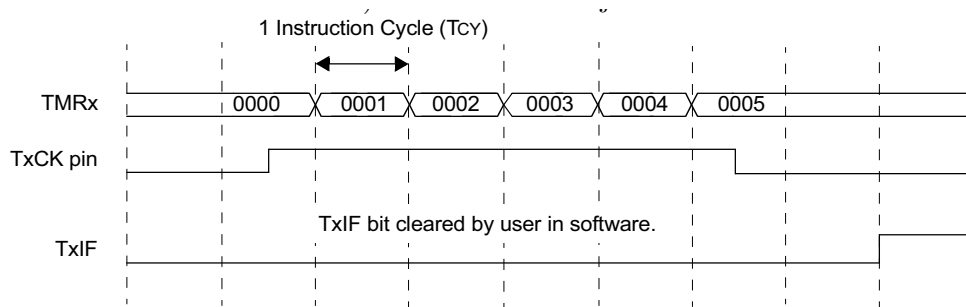 1 Instruction Cycle (TCY)
TMRx 0000 0001 0002 0003 0004 0005
TxCK pin
TxIF bit cleared by user in software.
TxIF